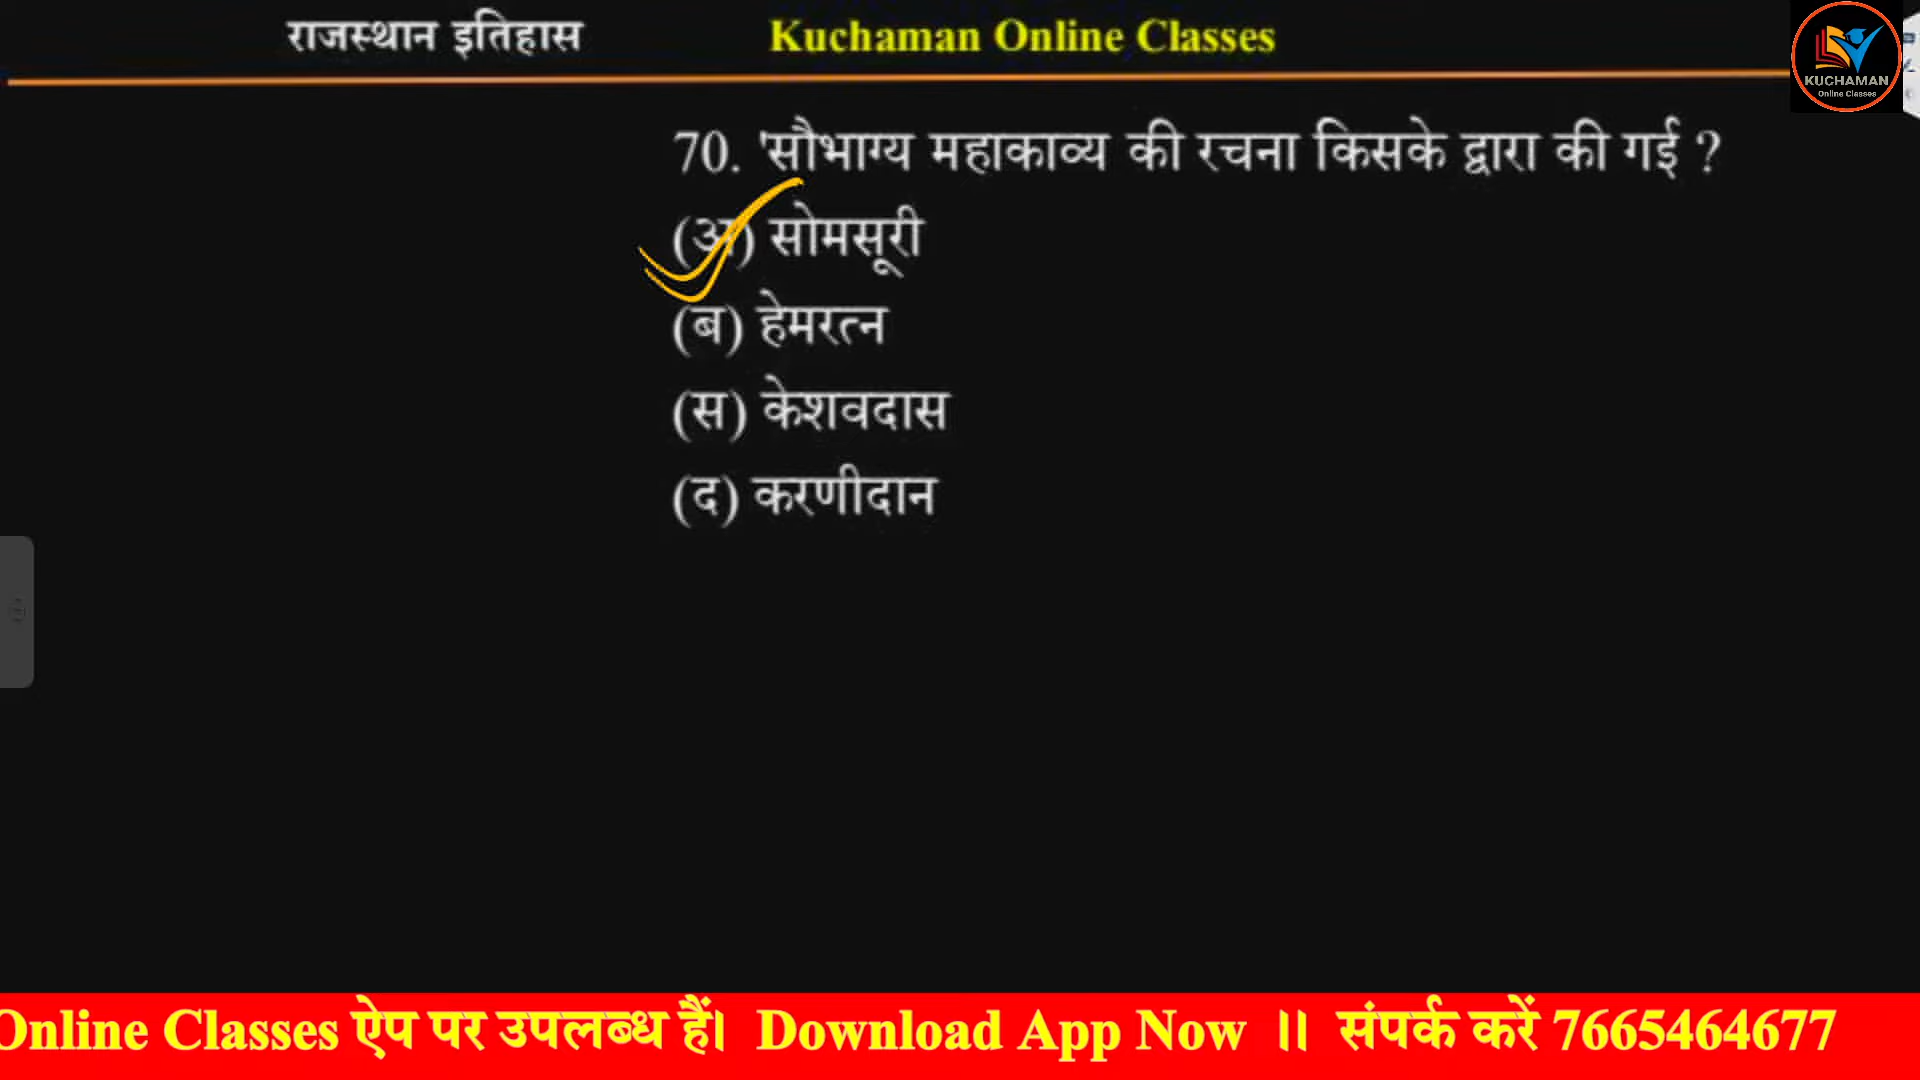 राजस्थान इतिहास
Kuchaman Online Classes
KUCHAMAN
Online Classes
70. 'सौभाग्य महाकाव्य की रचना किसके द्वारा की गई ?
(अ) सोमसूरी
(ब) हेमरत्न
(स) केशवदास
(द) करणीदान
Online Classes ऐप पर उपलब्ध हैं। Download App Now ।। संपर्क करें 7665464677